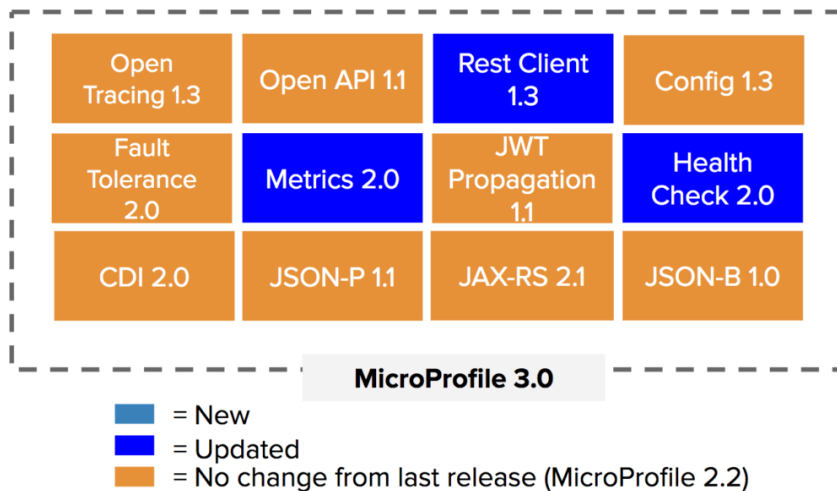 Open
Tracing 1.3
Open API 1.1
Rest Client
1.3
Config 1.3
Fault
Tolerance
2.0
Metrics 2.0
JWT
Propagation
1.1
Health
Check 2.0
CDI 2.0
JSON-P 1.1
JAX-RS 2.1
JSON-B 1.0
MicroProfile 3.0
= New
= Updated
= No change from last release (MicroProfile 2.2)